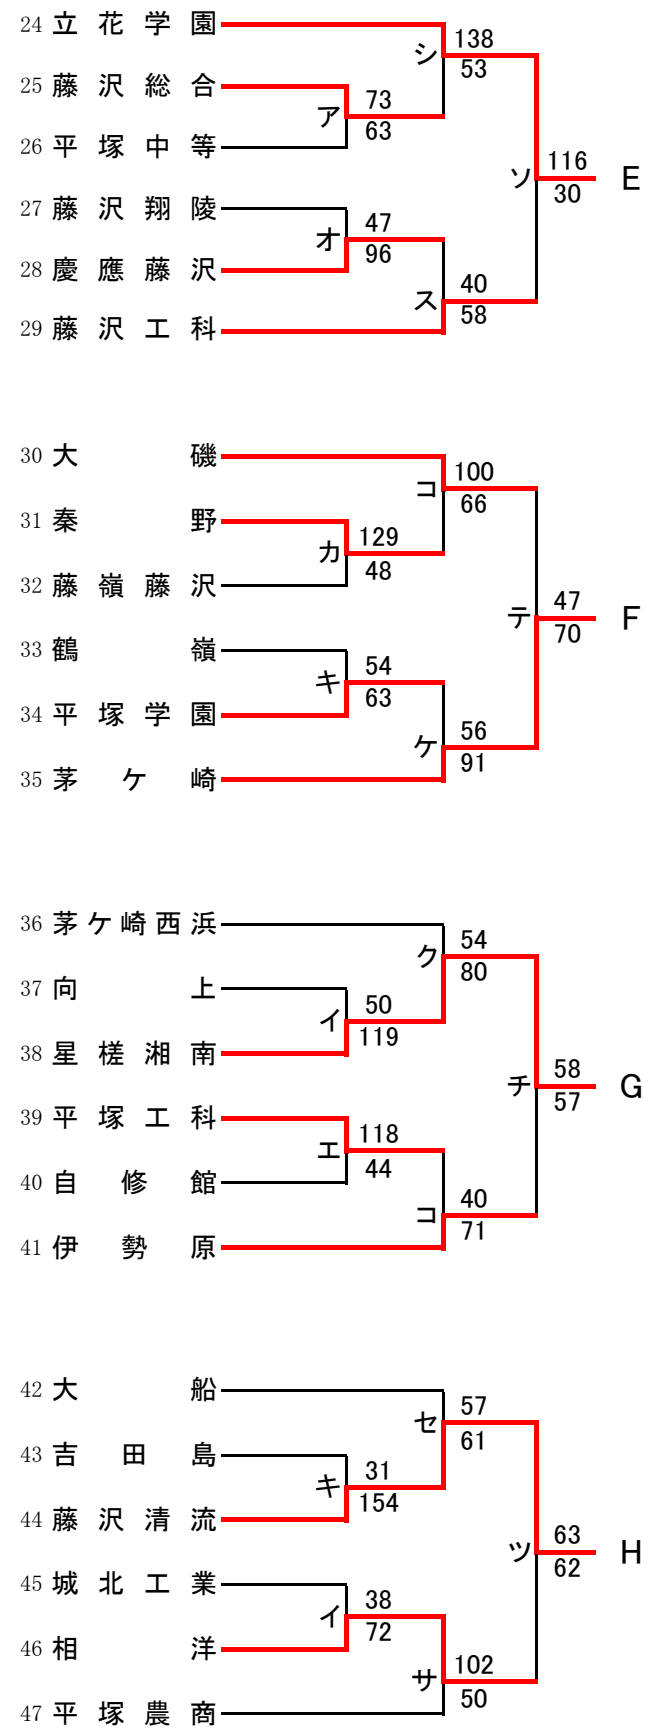 24 立花学園
138
シ
53
25 藤沢総合
73
ア
63
26 平塚中等
116
ソ E
30
27 藤沢翔陵
47
オ
96
28 慶應藤沢
40
ス
58
29 藤沢工科
30 大磯
100
コ
66
31 秦野
129
カ
48
32 藤嶺藤沢
47
テ F
70
33 鶴嶺
54
キ
63
34 平塚学園
56
ケ
91
35 茅ケ崎
36 茅ケ崎西浜
54
ク
80
37 向上
50
イ
119
38 星槎湘南
58
チ G
57
39 平塚工科
118
エ
44
40 自修館
40
コ
71
41 伊勢原
42 大船
57
セ
61
43 吉田島
31
キ
154
44 藤沢清流
63
ツ H
62
45 城北工業
38
イ
72
46 相洋
102
サ
50
47 平塚農商